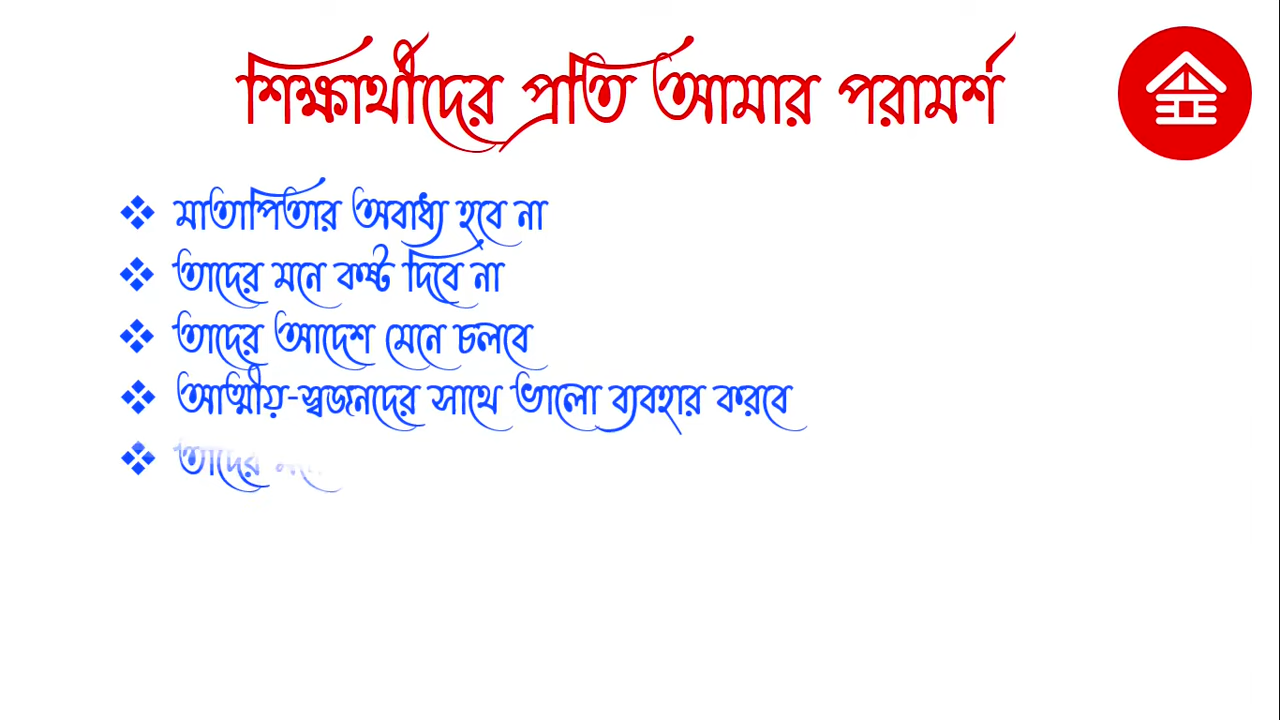 শিক্ষার্থীদের প্রতি আমার পরামর্শ
❖ মাতাপিতার অবাধ্য হবে না
❖ তাদের মনে কষ্ট দিবে না
❖ তাদের আদেশ মেনে চলবে
❖ আত্মীয়-স্বজনদের সাথে ভালো ব্যবহার করবে
❖ তাদের